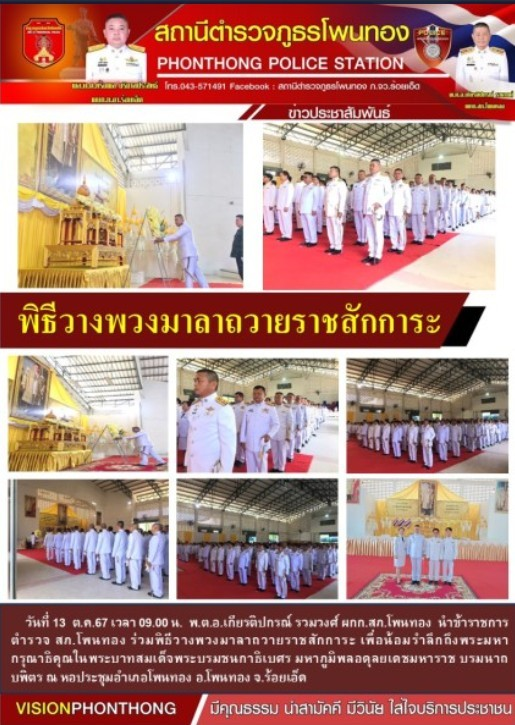 สถานีตำรวจภูธรโพนทอง
PHONTHONG POLICE STATION
โทร.043-571491 Facebook : สถานีตำรวจภูธรโพนทอง ภ.จว.ร้อยเอ็ด
ข่าวประชาสัมพันธ์
พิธีวางพวงมาลาถวายราชสักการะ
วันที่ 13 ต.ค.67 เวลา 09.00 น. พ.ต.อ.เกียรติปกรณ์ รวมวงศ์ ผกก.สภ.โพนทอง นำข้าราชการ
ตำรวจ สภ.โพนทอง ร่วมพิธีวางพวงมาลาถวายราชสักการะ เพื่อน้อมรำลึกถึงพระมหา
กรุณาธิคุณในพระบาทสมเด็จพระบรมชนกาธิเบศร มหาภูมิพลอดุลยเดชมหาราช บรมนาถ
บพิตร ณ หอประชุมอำเภอโพนทอง อ.โพนทอง จ.ร้อยเอ็ด
VISIONPHONTHONG มีคุณธรรม นำสามัคคี มีวินัย ใส่ใจบริการประชาชน